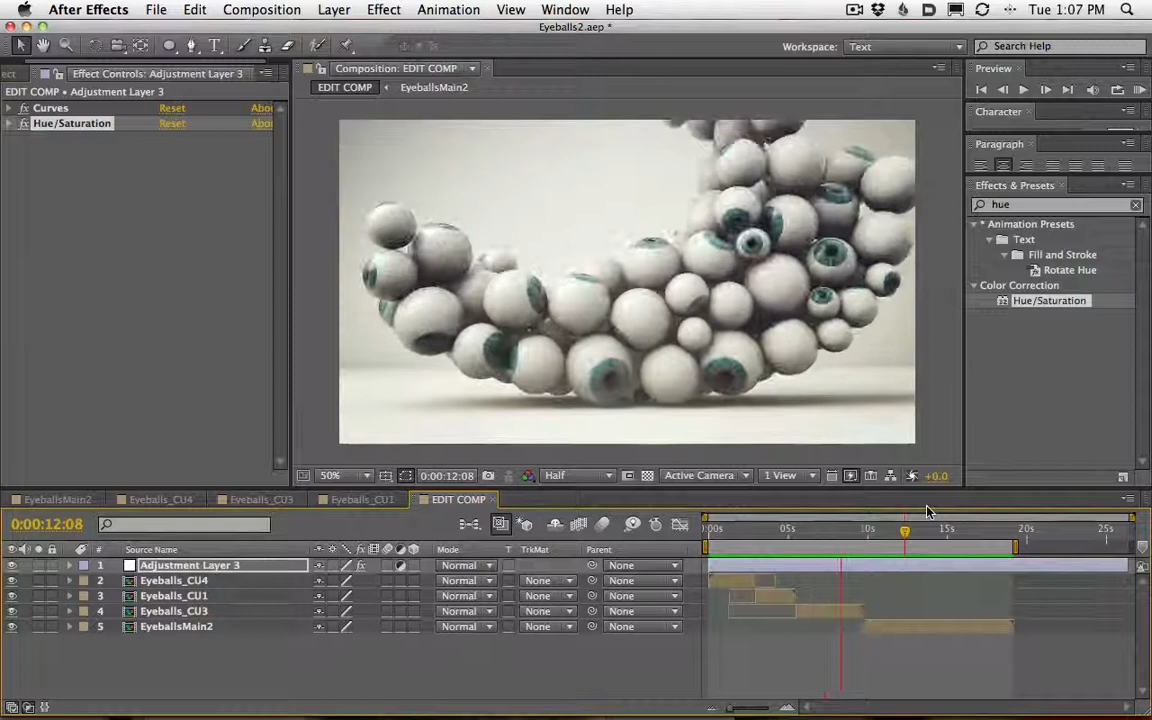 After Effects File Edit Composition Layer Effect Animation View Window Help Tue 1:07 PM
Eyeballs2.aep *
Workspace: Text Search Help
Effect Controls: Adjustment Layer 3
Composition: EDIT COMP
Preview
EDIT COMP • Adjustment Layer 3
EDIT COMP EyeballsMain2
fx Curves Reset Abou
fx Hue/Saturation Reset Abou
Character
Paragraph
Effects & Presets
hue
* Animation Presets
Text
Fill and Stroke
Rotate Hue
Color Correction
Hue/Saturation
50% 0:00:12:08 Half Active Camera 1 View +0.0
EyeballsMain2 Eyeballs_CU4 Eyeballs_CU3 Eyeballs_CU1 EDIT COMP
0:00:12:08
:00s 05s 10s 15s 20s 25s
# Source Name Mode T TrkMat Parent
1 Adjustment Layer 3 fx Normal None
2 Eyeballs_CU4 Normal None None
3 Eyeballs_CU1 Normal None None
4 Eyeballs_CU3 Normal None None
5 EyeballsMain2 Normal None None